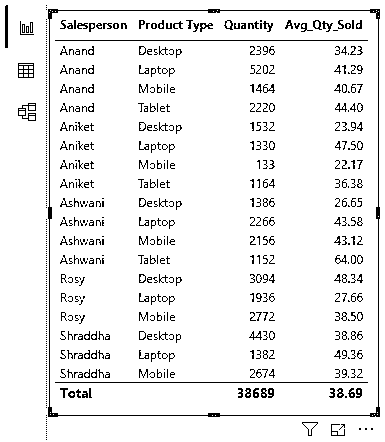 Salesperson Product Type Quantity Avg_Qty_Sold
Anand Desktop 2396 34.23
Anand Laptop 5202 41.29
Anand Mobile 1464 40.67
Anand Tablet 2220 44.40
Aniket Desktop 1532 23.94
Aniket Laptop 1330 47.50
Aniket Mobile 133 22.17
Aniket Tablet 1164 36.38
Ashwani Desktop 1386 26.65
Ashwani Laptop 2266 43.58
Ashwani Mobile 2156 43.12
Ashwani Tablet 1152 64.00
Rosy Desktop 3094 48.34
Rosy Laptop 1936 27.66
Rosy Mobile 2772 38.50
Shraddha Desktop 4430 38.86
Shraddha Laptop 1382 49.36
Shraddha Mobile 2674 39.32
Total 38689 38.69